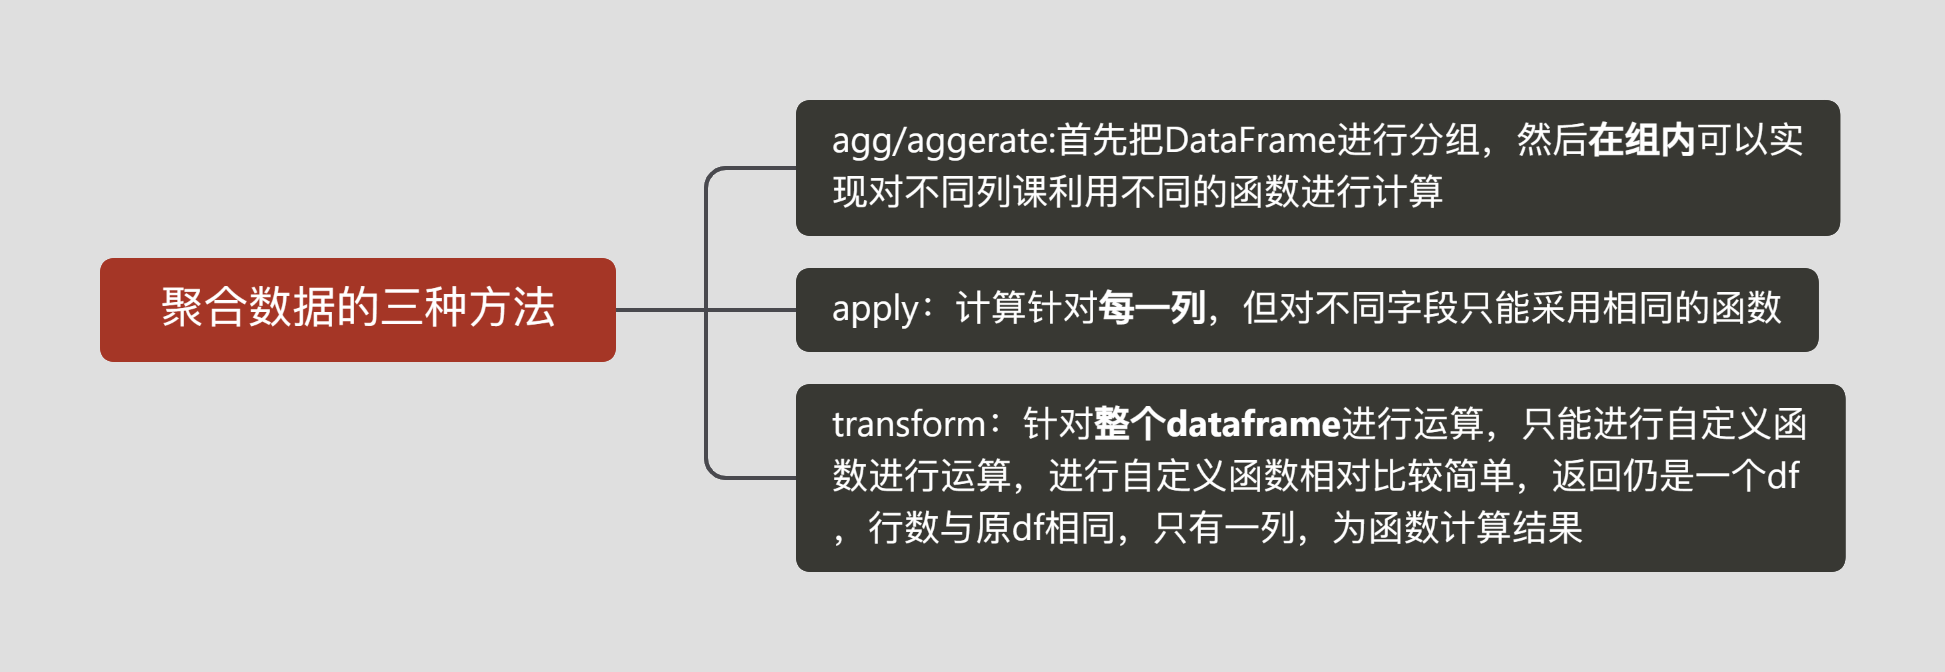 聚合数据的三种方法
agg/aggerate:首先把DataFrame进行分组，然后在组内可以实
现对不同列课利用不同的函数进行计算
apply：计算针对每一列，但对不同字段只能采用相同的函数
transform：针对整个dataframe进行运算，只能进行自定义函
数进行运算，进行自定义函数相对比较简单，返回仍是一个df
，行数与原df相同，只有一列，为函数计算结果